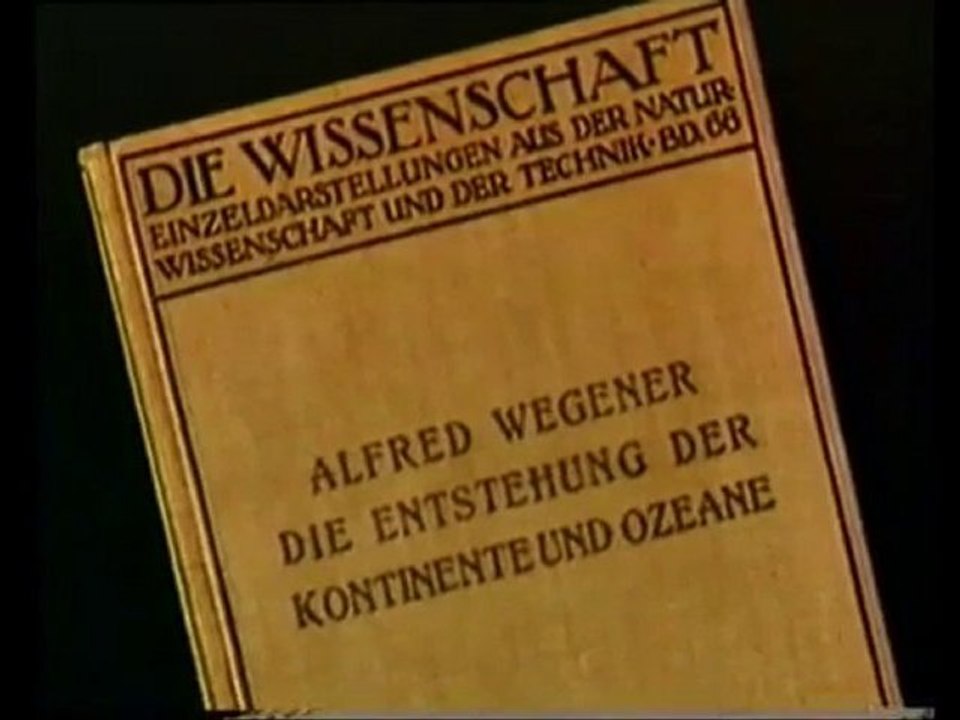 DIE WISSENSCHAFT
EINZELDARSTELLUNGEN AUS DER NATUR-
WISSENSCHAFT UND DER TECHNIK · BD. 66
ALFRED WEGENER
DIE ENTSTEHUNG DER
KONTINENTE UND OZEANE